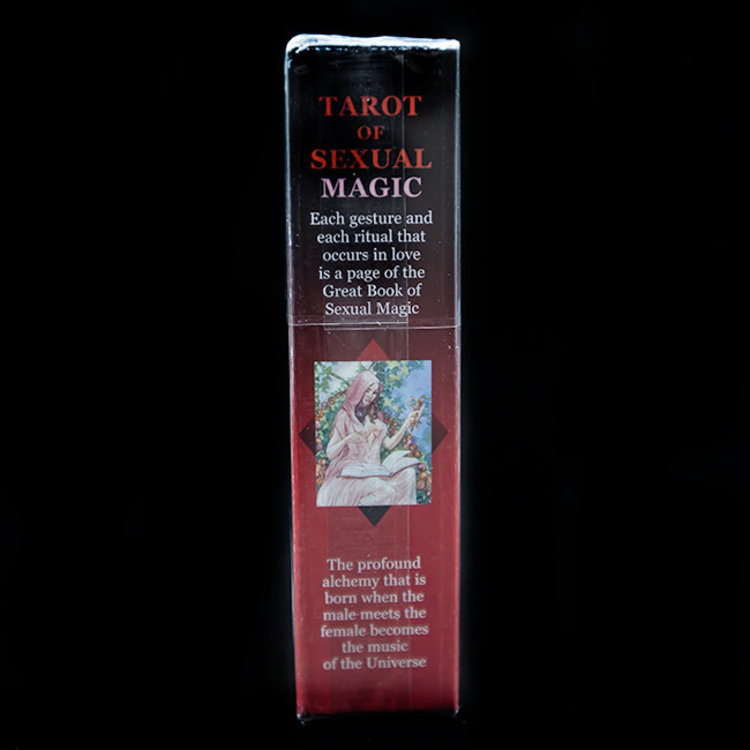 TAROT
OF
SEXUAL
MAGIC
Each gesture and
each ritual that
occurs in love
is a page of the
Great Book of
Sexual Magic
The profound
alchemy that is
born when the
male meets the
female becomes
the music
of the Universe